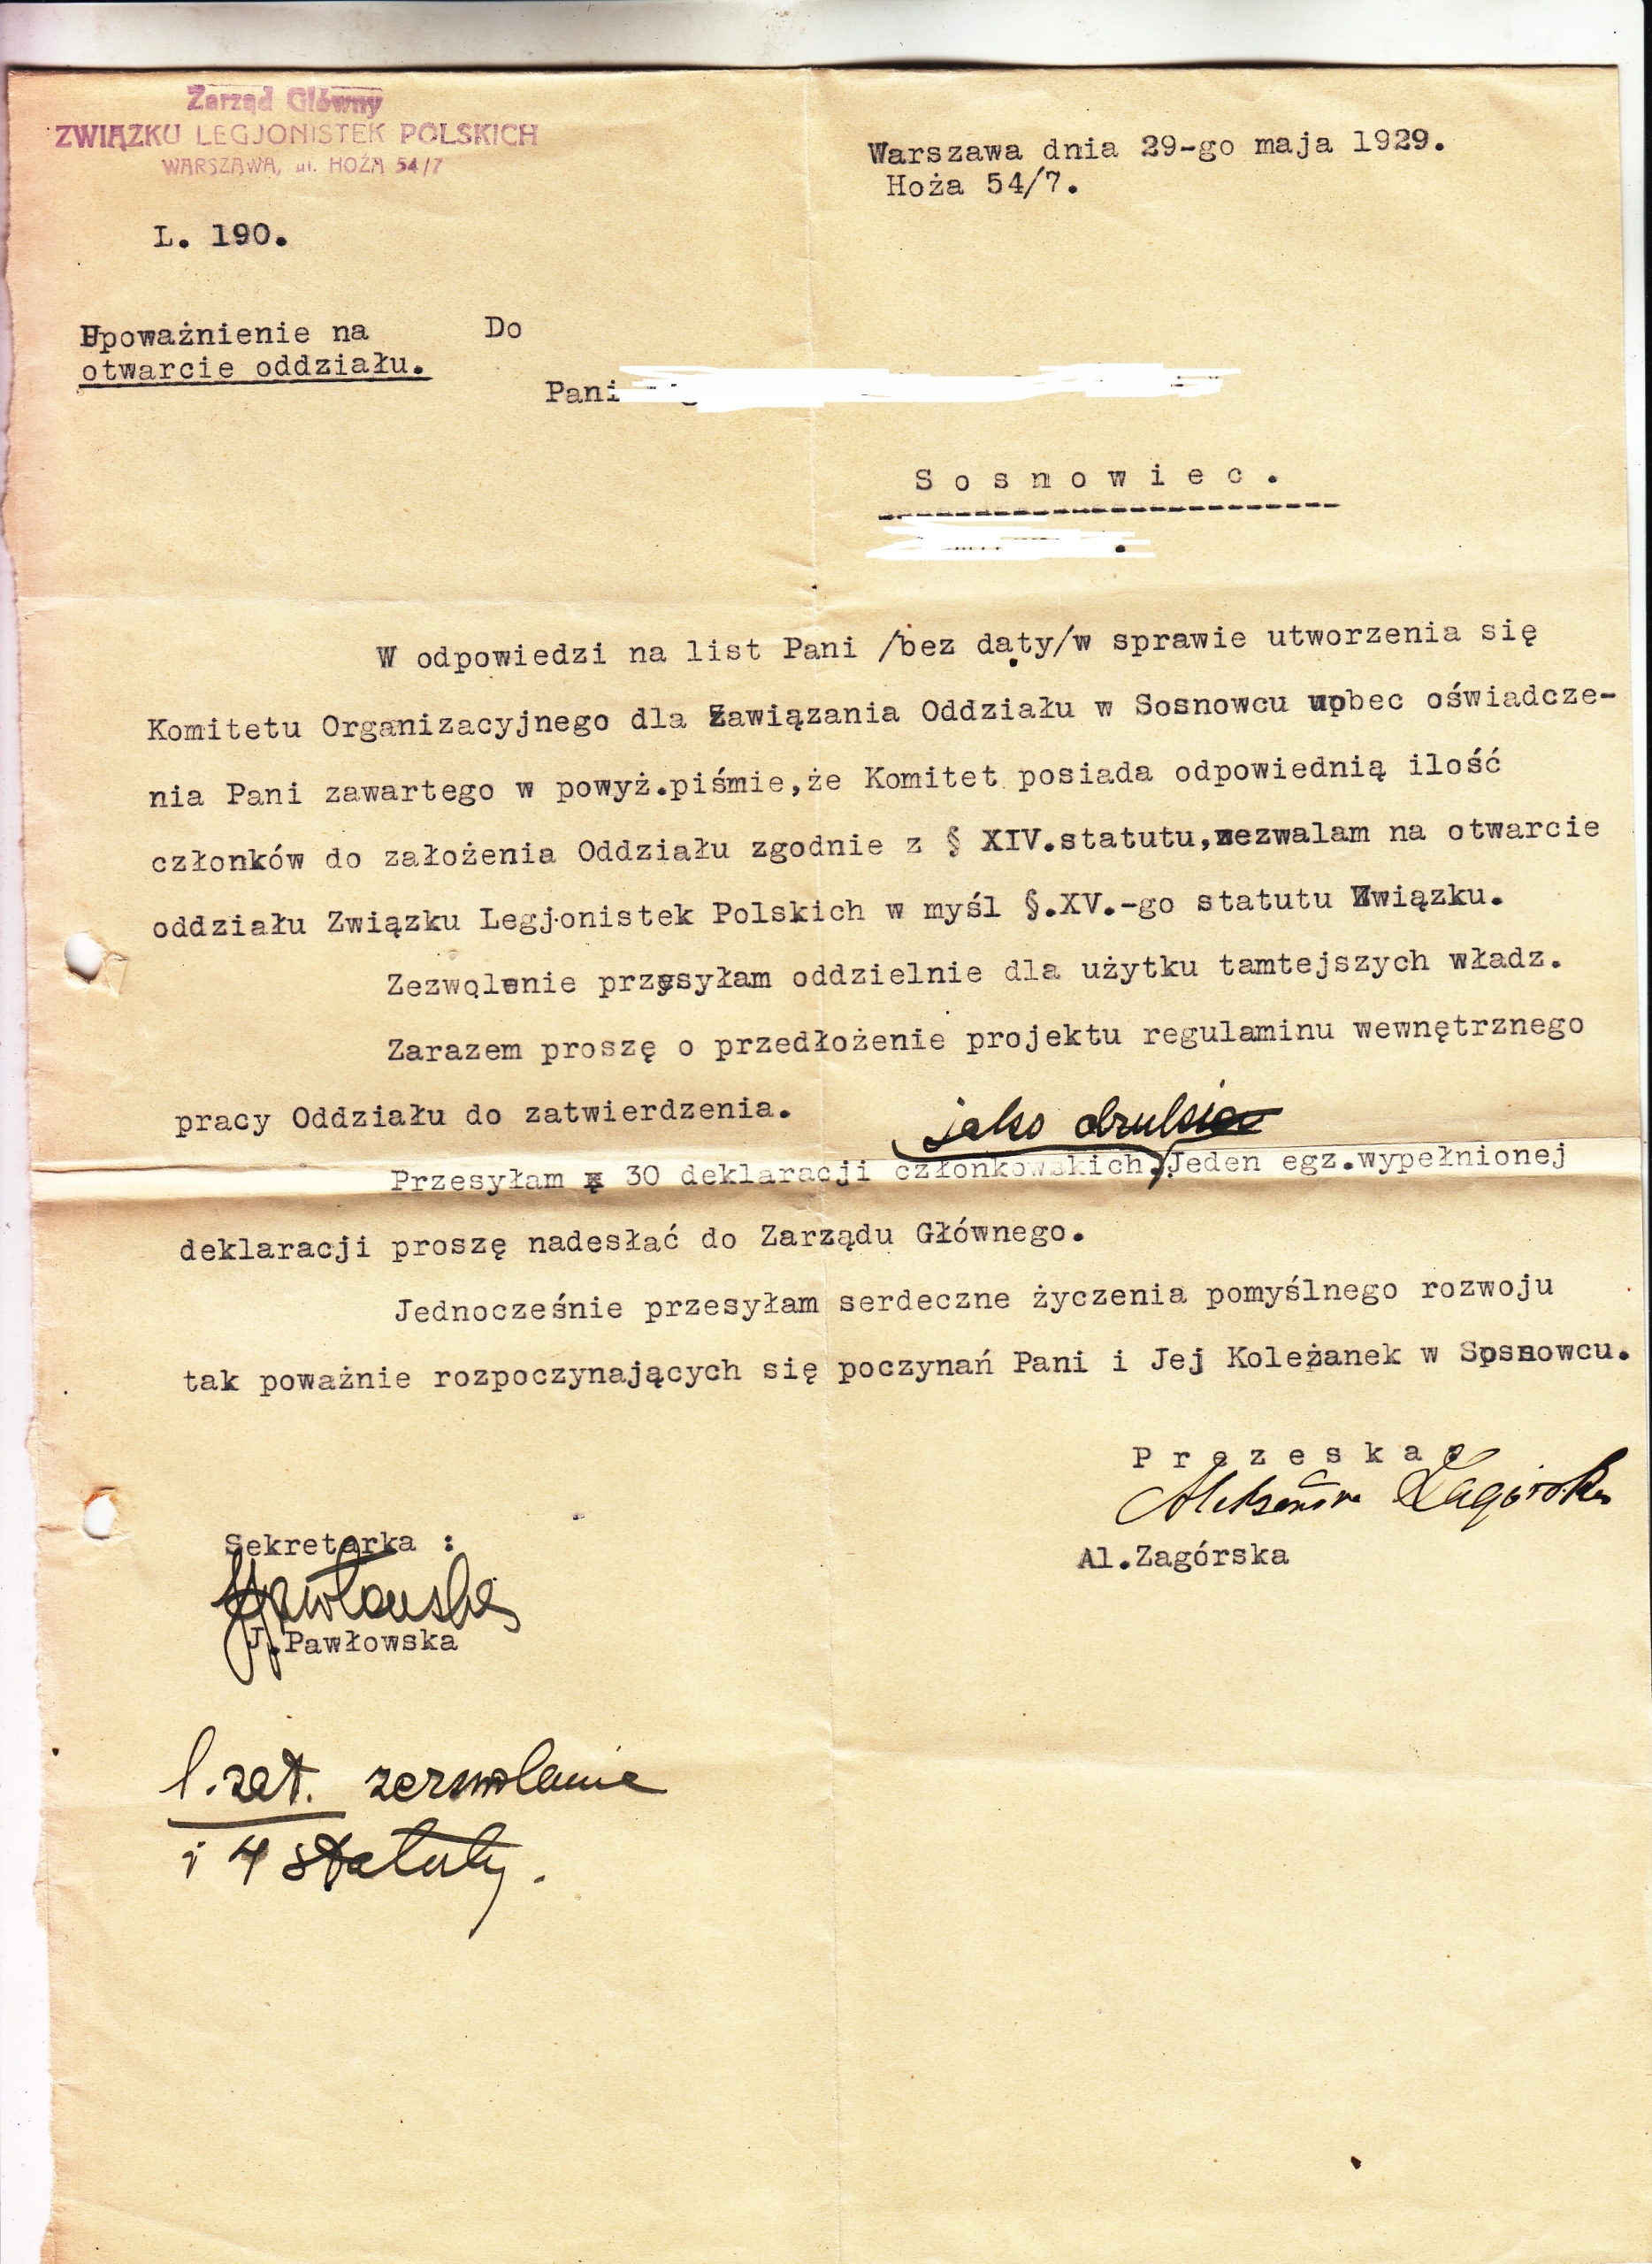 Zarząd Główny
ZWIĄZKU LEGJONISTEK POLSKICH
WARSZAWA, ul. HOŻA 54/7
Warszawa dnia 29-go maja 1929.
Hoża 54/7.
L. 190.
Upoważnienie na
otwarcie oddziału.
Do
Pani
Sosnowiec.
W odpowiedzi na list Pani /bez daty/w sprawie utworzenia się
Komitetu Organizacyjnego dla Zawiązania Oddziału w Sosnowcu wobec oświadcze-
nia Pani zawartego w powyż.piśmie,że Komitet posiada odpowiednią ilość
członków do założenia Oddziału zgodnie z § XIV.statutu,zezwalam na otwarcie
oddziału Związku Legjonistek Polskich w myśl §.XV.-go statutu Związku.
Zezwolenie przesyłam oddzielnie dla użytku tamtejszych władz.
Zarazem proszę o przedłożenie projektu regulaminu wewnętrznego
pracy Oddziału do zatwierdzenia.
jako druki
Przesyłam 30 deklaracji członkowskich.Jeden egz.wypełnionej
deklaracji proszę nadesłać do Zarządu Głównego.
Jednocześnie przesyłam serdeczne życzenia pomyślnego rozwoju
tak poważnie rozpoczynających się poczynań Pani i Jej Koleżanek w Sosnowcu.
Prezeska
Aleksandra Zagórska
Al.Zagórska
Sekretarka :
JPawłowska
J.Pawłowska
1.zał. zezwolenie
i 4 statuty.